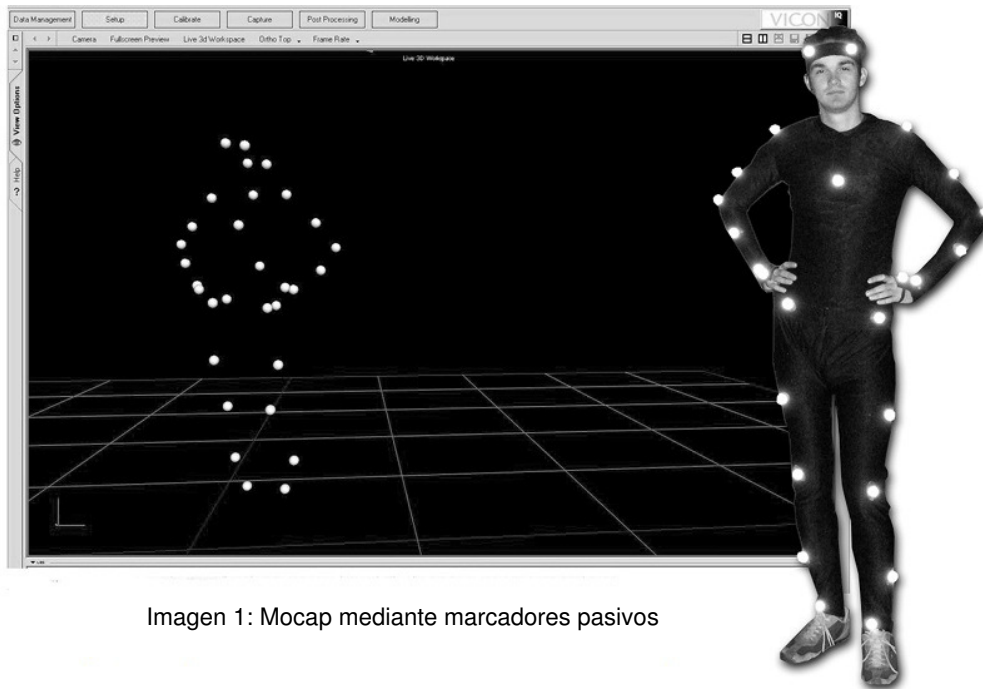 Data Management Setup Calibrate Capture Post Processing Modelling VICON IQ
Camera Fullscreen Preview Live 3d Workspace Ortho Top Frame Rate
Live 3D Workspace
View Options
? Help
Imagen 1: Mocap mediante marcadores pasivos